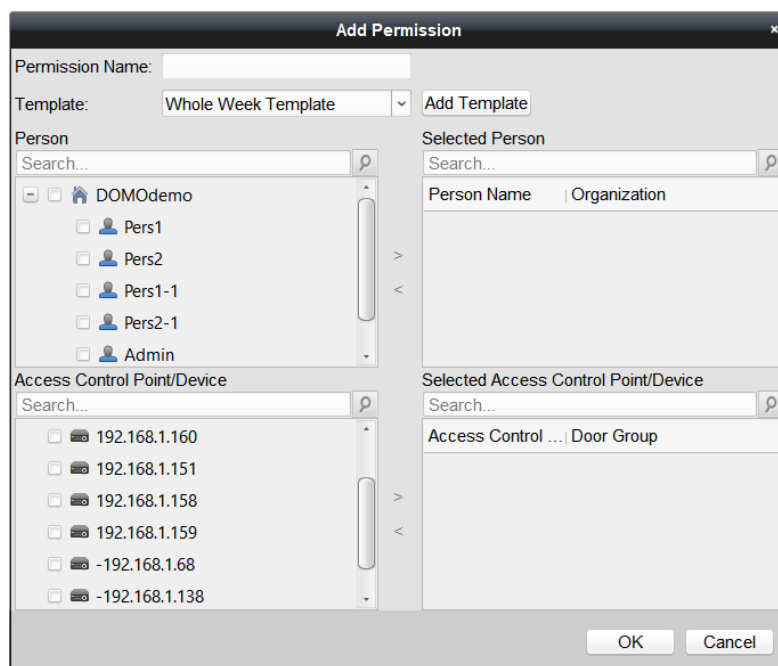 Add Permission
Permission Name:
Template: Whole Week Template Add Template
Person
Search...
DOMOdemo
Pers1
Pers2
Pers1-1
Pers2-1
Admin
Selected Person
Search...
Person Name Organization
Access Control Point/Device
Search...
192.168.1.160
192.168.1.151
192.168.1.158
192.168.1.159
-192.168.1.68
-192.168.1.138
Selected Access Control Point/Device
Search...
Access Control ... Door Group
OK Cancel